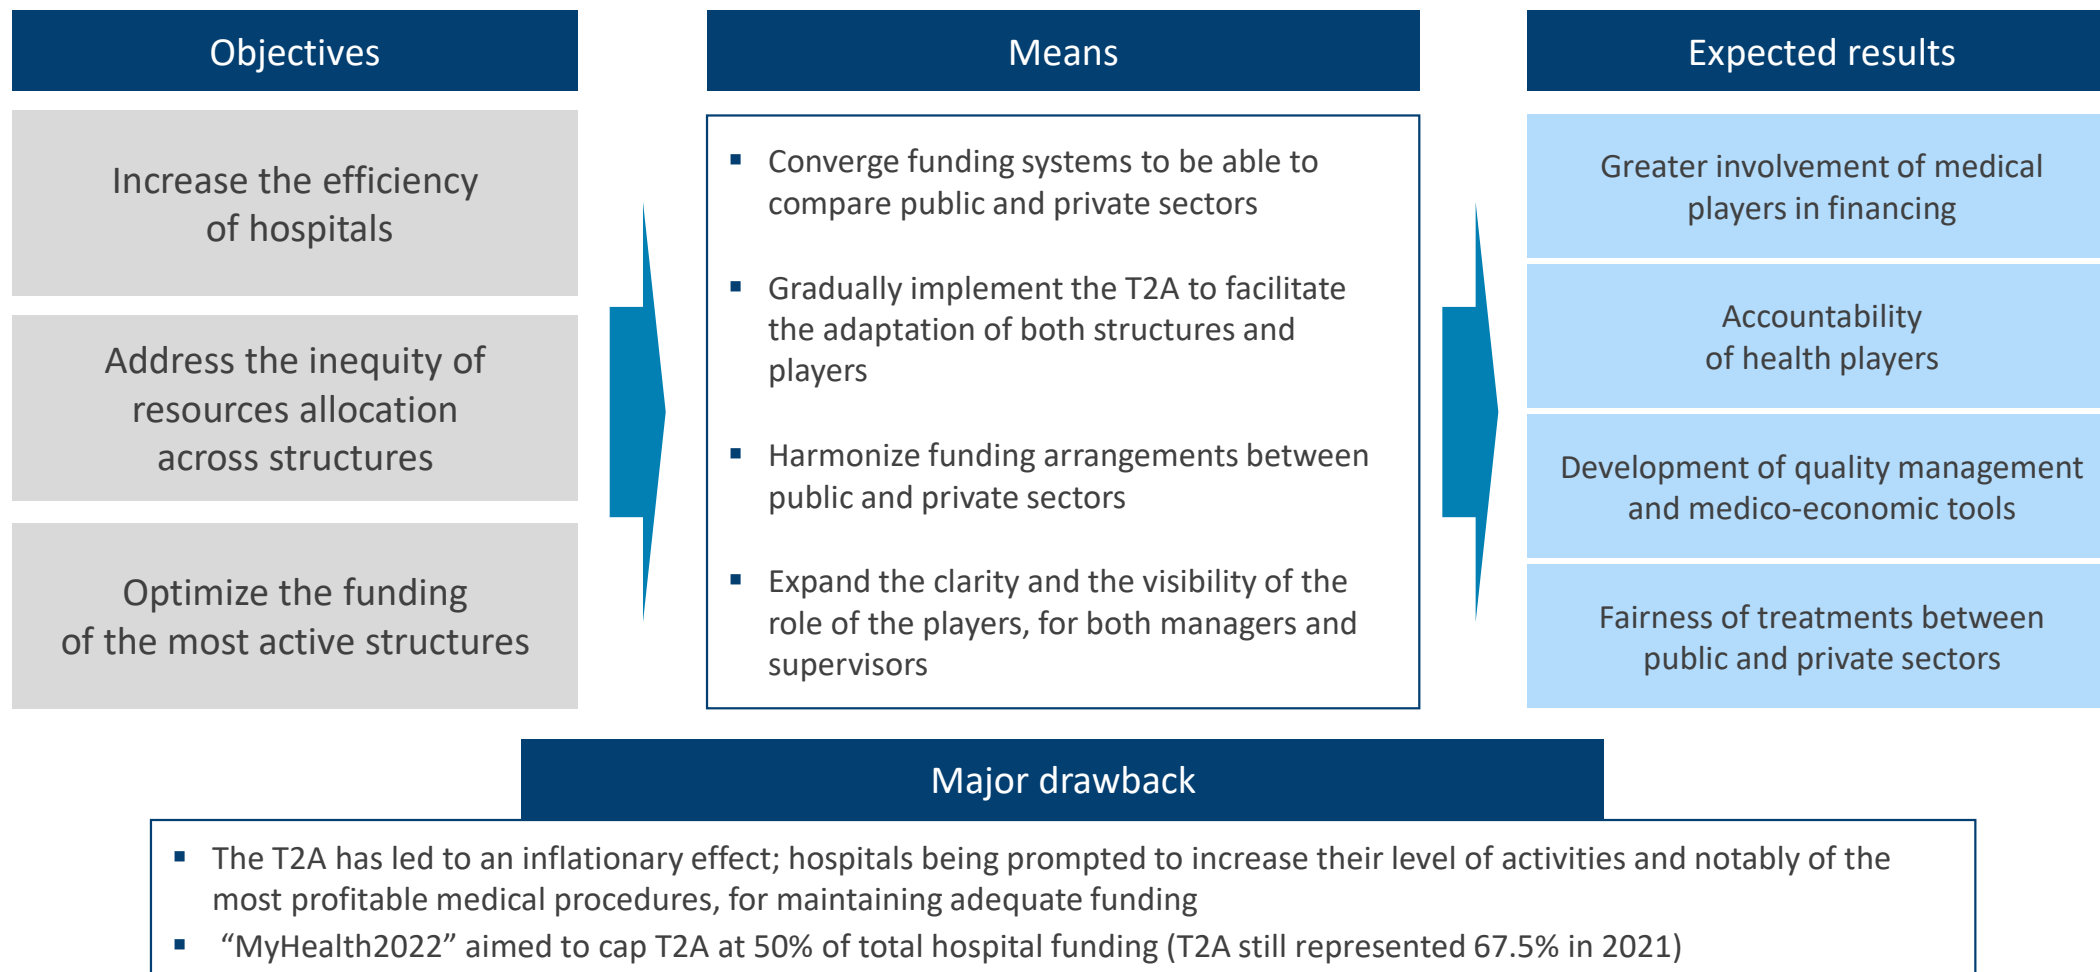 Objectives
Increase the efficiency
of hospitals
Address the inequity of
resources allocation
across structures
Optimize the funding
of the most active structures
Means
▪ Converge funding systems to be able to
compare public and private sectors
▪ Gradually implement the T2A to facilitate
the adaptation of both structures and
players
▪ Harmonize funding arrangements between
public and private sectors
▪ Expand the clarity and the visibility of the
role of the players, for both managers and
supervisors
Expected results
Greater involvement of medical
players in financing
Accountability
of health players
Development of quality management
and medico-economic tools
Fairness of treatments between
public and private sectors
Major drawback
▪ The T2A has led to an inflationary effect; hospitals being prompted to increase their level of activities and notably of the
most profitable medical procedures, for maintaining adequate funding
▪ “MyHealth2022” aimed to cap T2A at 50% of total hospital funding (T2A still represented 67.5% in 2021)